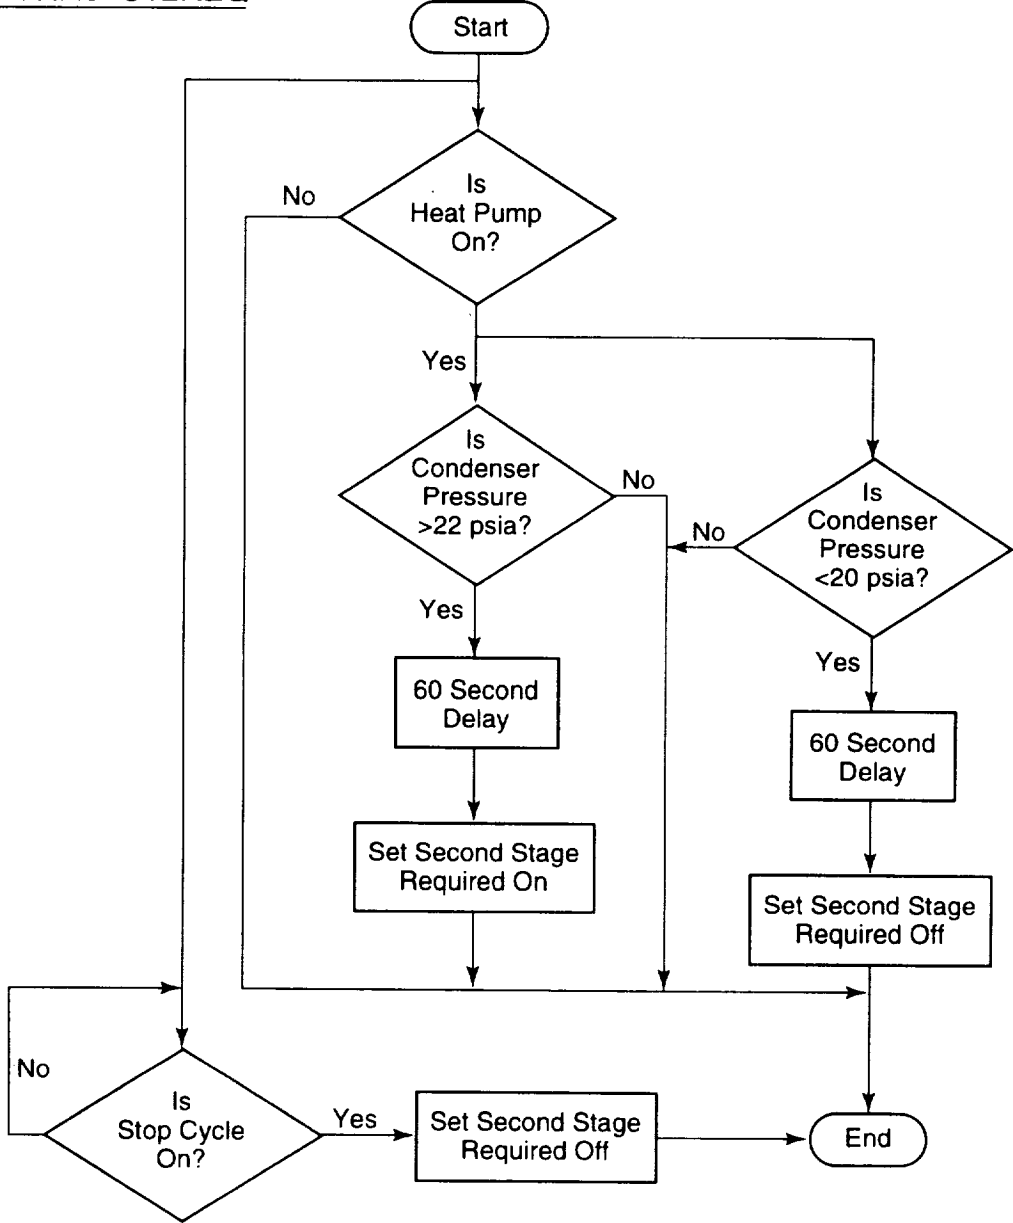 Start
Is
Heat Pump
On?
No
Yes
Is
Condenser
Pressure
>22 psia?
No
Is
Condenser
Pressure
<20 psia?
No
Yes
60 Second
Delay
Yes
60 Second
Delay
Set Second Stage
Required On
Set Second Stage
Required Off
No
Is
Stop Cycle
On?
Yes
Set Second Stage
Required Off
End